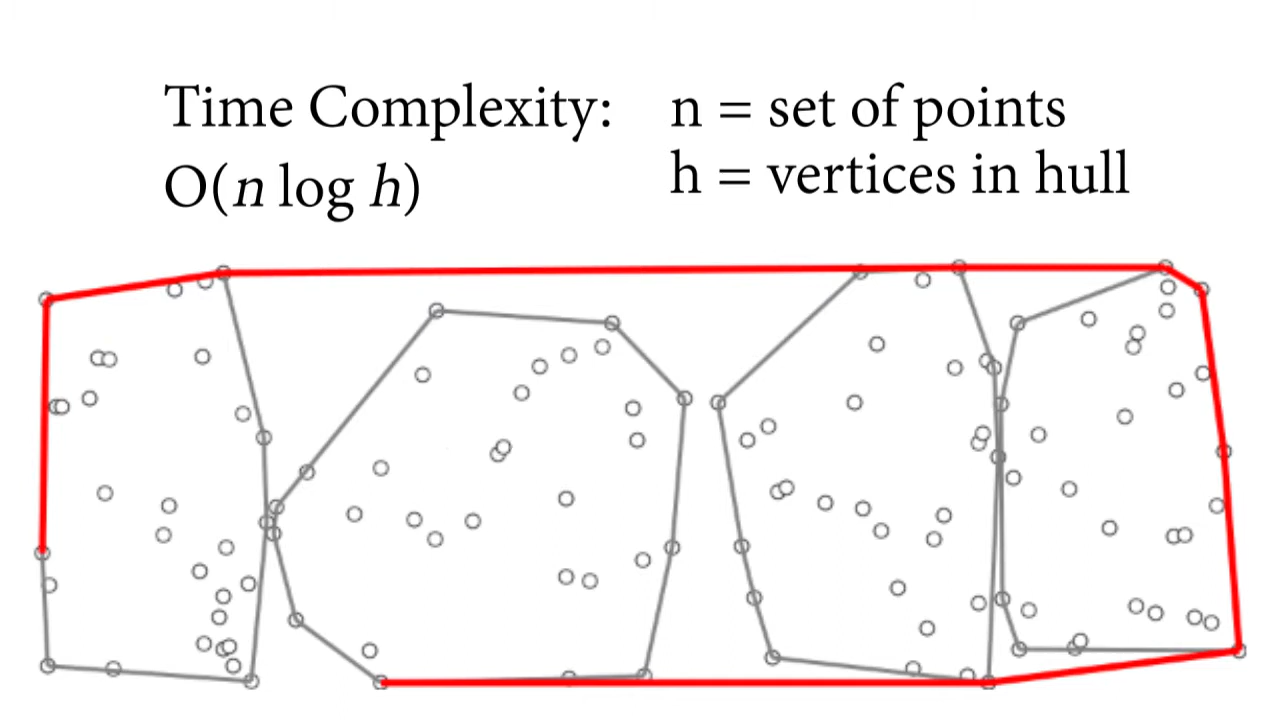 Time Complexity:
O(n log h)
n = set of points
h = vertices in hull